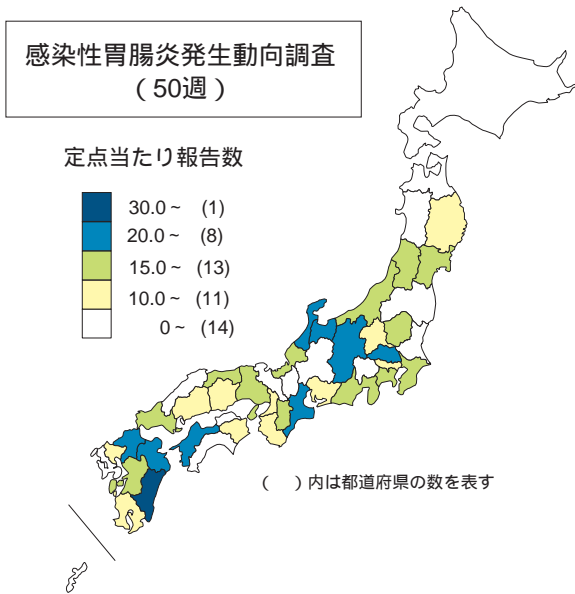 感染性胃腸炎発生動向調査
（50週）
定点当たり報告数
30.0～ (1)
20.0～ (8)
15.0～ (13)
10.0～ (11)
0～ (14)
（　）内は都道府県の数を表す